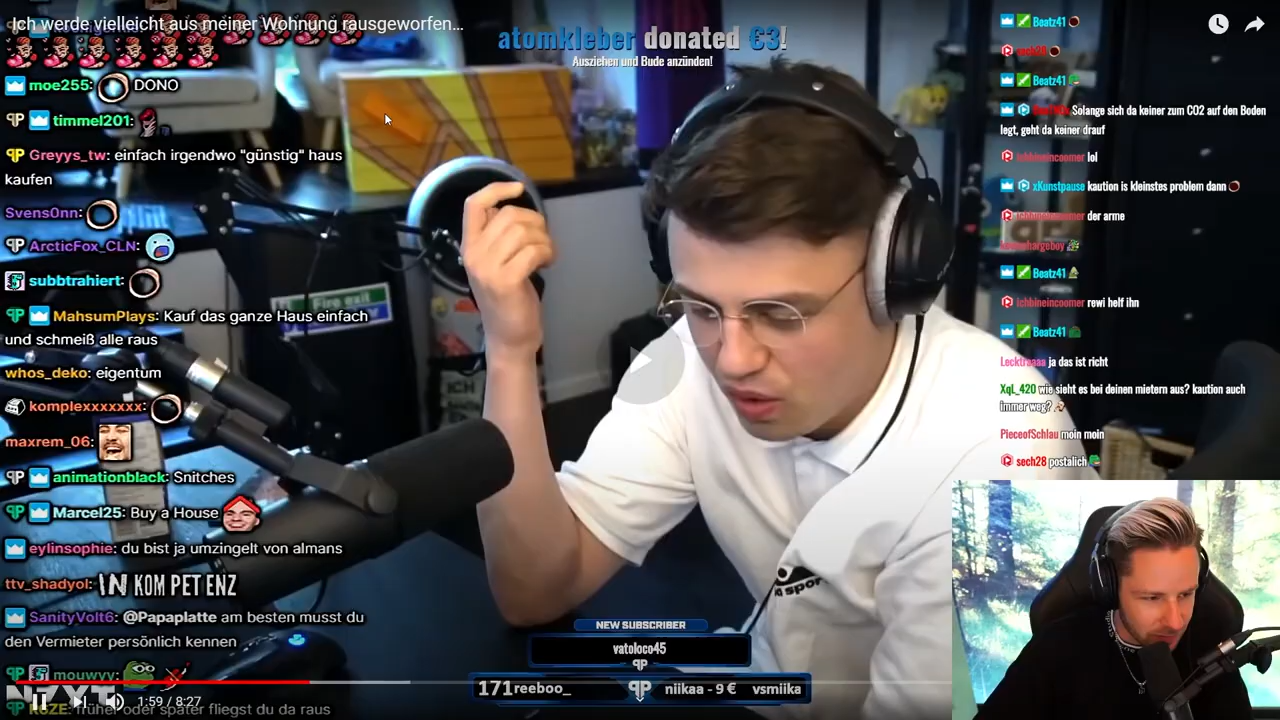 Ich werde vielleicht aus meiner Wohnung rausgeworfen...
moe255: DONO
timmel201:
Greyys_tw: einfach irgendwo "günstig" haus
kaufen
Svens0nn:
ArcticFox_CLN:
subbtrahiert:
MahsumPlays: Kauf das ganze Haus einfach
und schmeiß alle raus
whos_deko: eigentum
komplexxxxxxx:
maxrem_06:
animationblack: Snitches
Marcel25: Buy a House
eylinsophie: du bist ja umzingelt von almans
ttv_shadyol: IN KOM PET ENZ
SanityVolt6: @Papaplatte am besten musst du
den Vermieter persönlich kennen
mouwyy:
früher oder später fliegst du da raus
1:59 / 8:27
atomkleber donated €3!
Ausziehen und Bude anzünden!
Fire exit
ICH
NEW SUBSCRIBER
vatoloco45
171 reeboo_
niikaa - 9 € vsmiika
Beatz41
sech28
Beatz41
Solange sich da keiner zum CO2 auf den Boden
legt, geht da keiner drauf
ichbineincoomer lol
xKunstpause kaution is kleinstes problem dann
ichbineincoomer der arme
Beatz41
ichbineincoomer rewi helf ihn
Beatz41
ja das ist richt
XqL_420 wie sieht es bei deinen mietern aus? kaution auch
immer weg?
PieceofSchlau moin moin
sech28 postalich